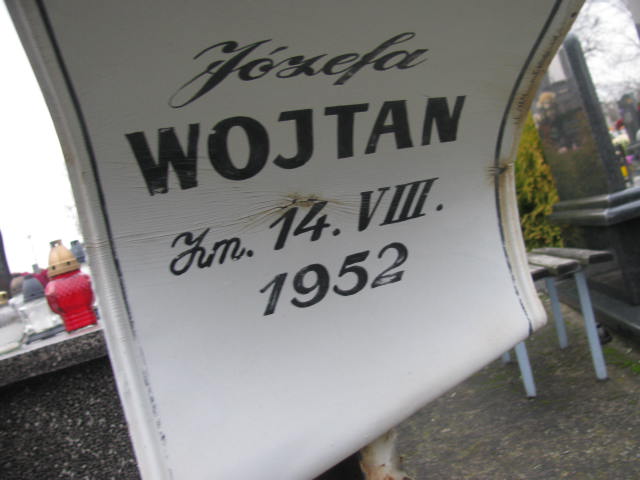 Józefa
WOJTAN
Zm. 14. VIII.
1952